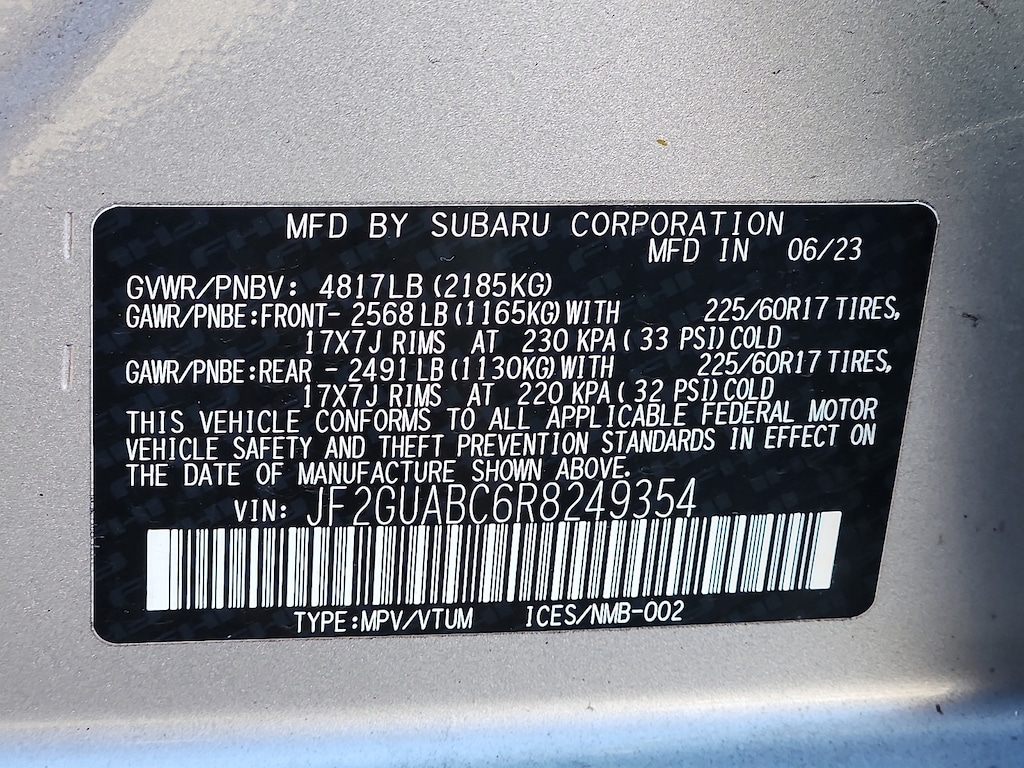 MFD BY SUBARU CORPORATION
MFD IN 06/23
GVWR/PNBV: 4817LB (2185KG)
GAWR/PNBE:FRONT- 2568 LB (1165KG) WITH 225/60R17 TIRES,
17X7J RIMS AT 230 KPA ( 33 PSI) COLD
GAWR/PNBE:REAR - 2491 LB (1130KG) WITH 225/60R17 TIRES,
17X7J RIMS AT 220 KPA ( 32 PSI) COLD
THIS VEHICLE CONFORMS TO ALL APPLICABLE FEDERAL MOTOR
VEHICLE SAFETY AND THEFT PREVENTION STANDARDS IN EFFECT ON
THE DATE OF MANUFACTURE SHOWN ABOVE.
VIN: JF2GUABC6R8249354
TYPE:MPV/VTUM ICES/NMB-002